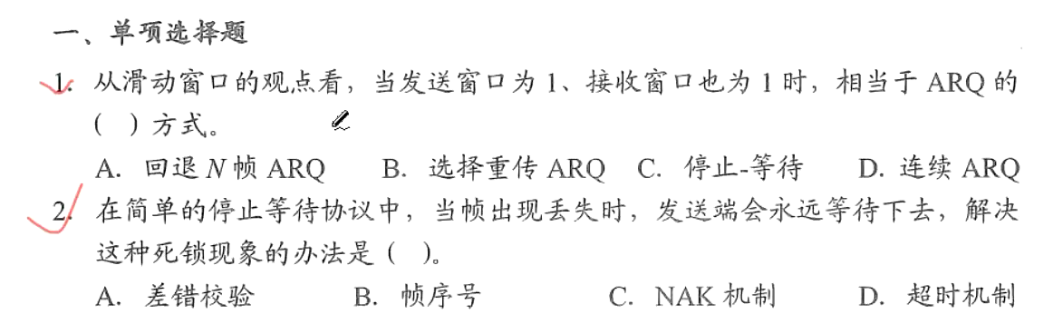 一、单项选择题
1. 从滑动窗口的观点看，当发送窗口为 1、接收窗口也为 1 时，相当于 ARQ 的
（ ）方式。
A. 回退 N 帧 ARQ B. 选择重传 ARQ C. 停止-等待 D. 连续 ARQ
2. 在简单的停止等待协议中，当帧出现丢失时，发送端会永远等待下去，解决
这种死锁现象的办法是（ ）。
A. 差错校验 B. 帧序号 C. NAK 机制 D. 超时机制